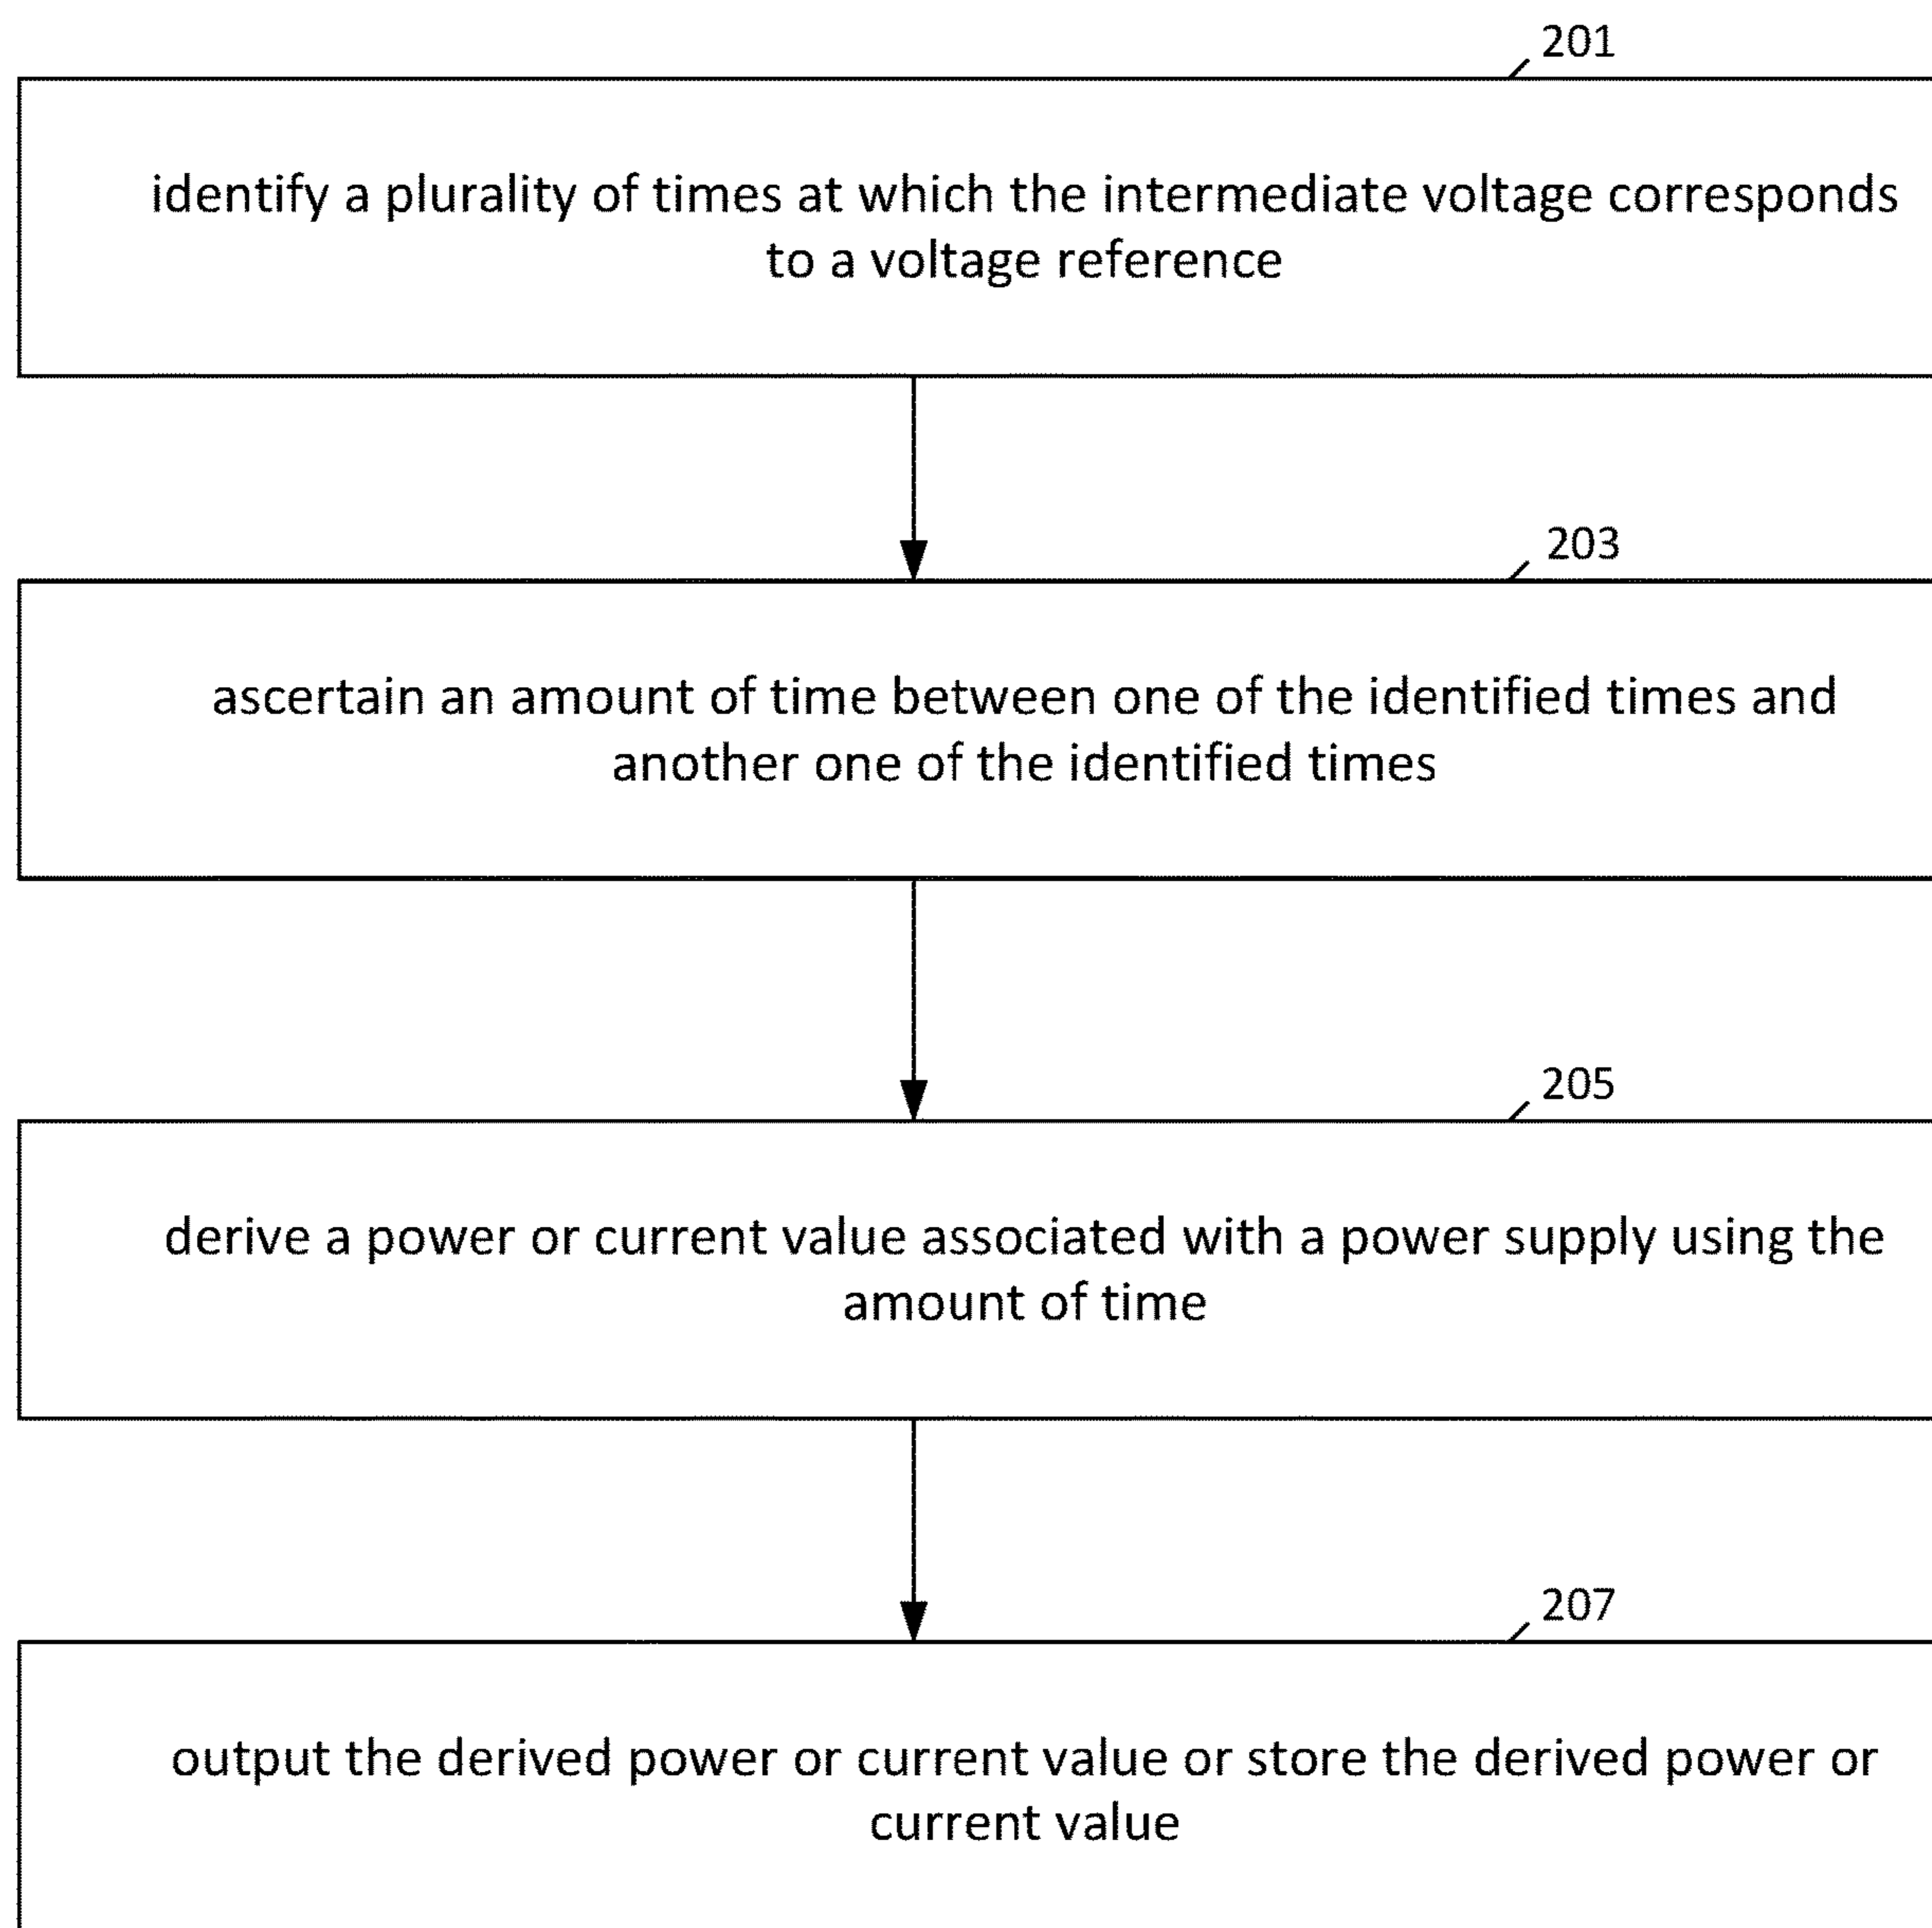 201
identify a plurality of times at which the intermediate voltage corresponds
to a voltage reference
203
ascertain an amount of time between one of the identified times and
another one of the identified times
205
derive a power or current value associated with a power supply using the
amount of time
207
output the derived power or current value or store the derived power or
current value